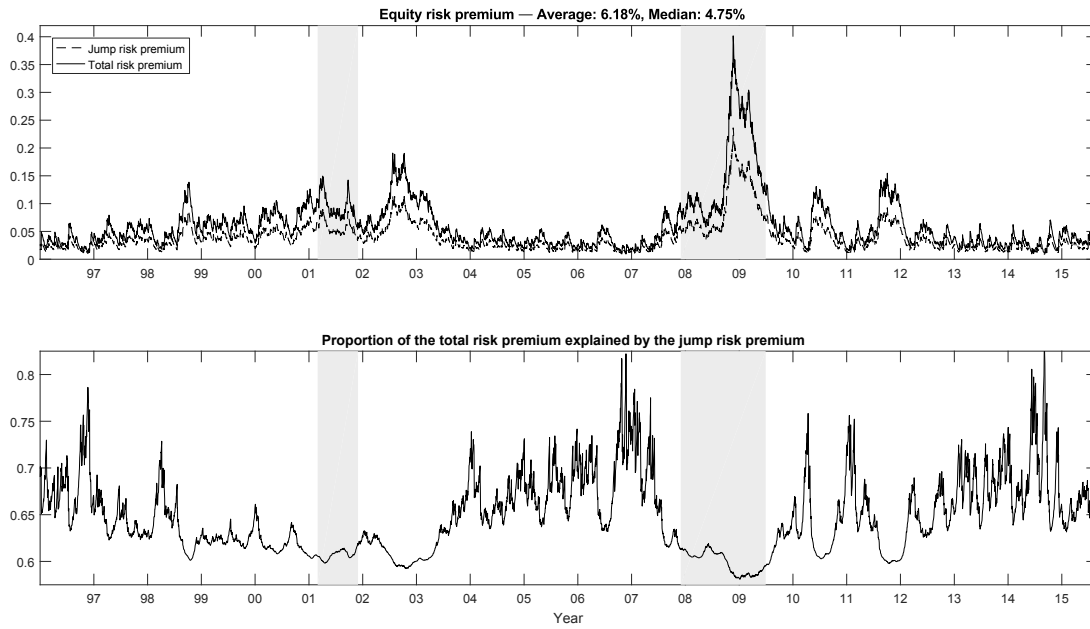 Equity risk premium — Average: 6.18%, Median: 4.75%
0.4
0.35
0.3
0.25
0.2
0.15
0.1
0.05
0
Jump risk premium
Total risk premium
97 98 99 00 01 02 03 04 05 06 07 08 09 10 11 12 13 14 15
Proportion of the total risk premium explained by the jump risk premium
0.8
0.75
0.7
0.65
0.6
97 98 99 00 01 02 03 04 05 06 07 08 09 10 11 12 13 14 15
Year